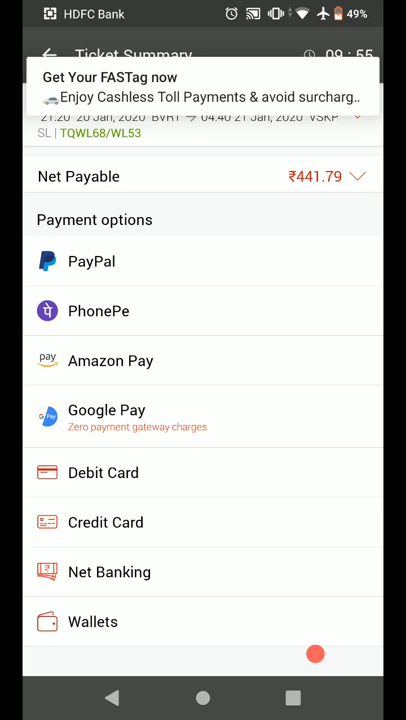 HDFC Bank
49%
Ticket Summary
09 : 55
Get Your FASTag now
🚗Enjoy Cashless Toll Payments & avoid surcharg..
21:20 20 Jan, 2020 BVRT → 04:40 21 Jan, 2020 VSKP
SL | TQWL68/WL53
Net Payable
₹441.79
Payment options
PayPal
पे
PhonePe
pay
Amazon Pay
G Pay
Google Pay
Zero payment gateway charges
Debit Card
Credit Card
Net Banking
Wallets